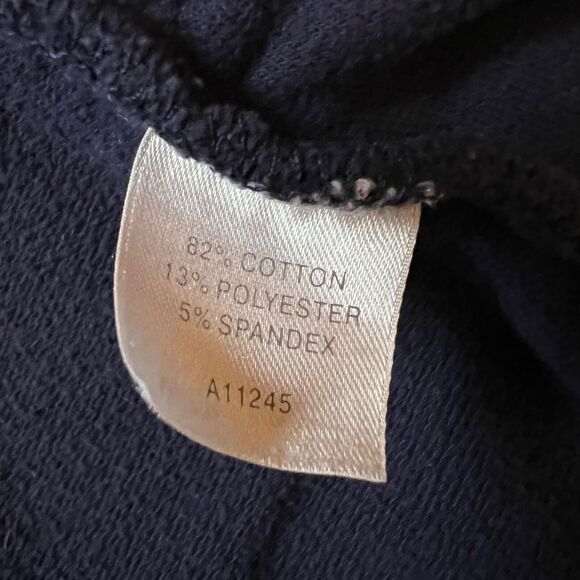 82% COTTON
13% POLYESTER
5% SPANDEX
A11245